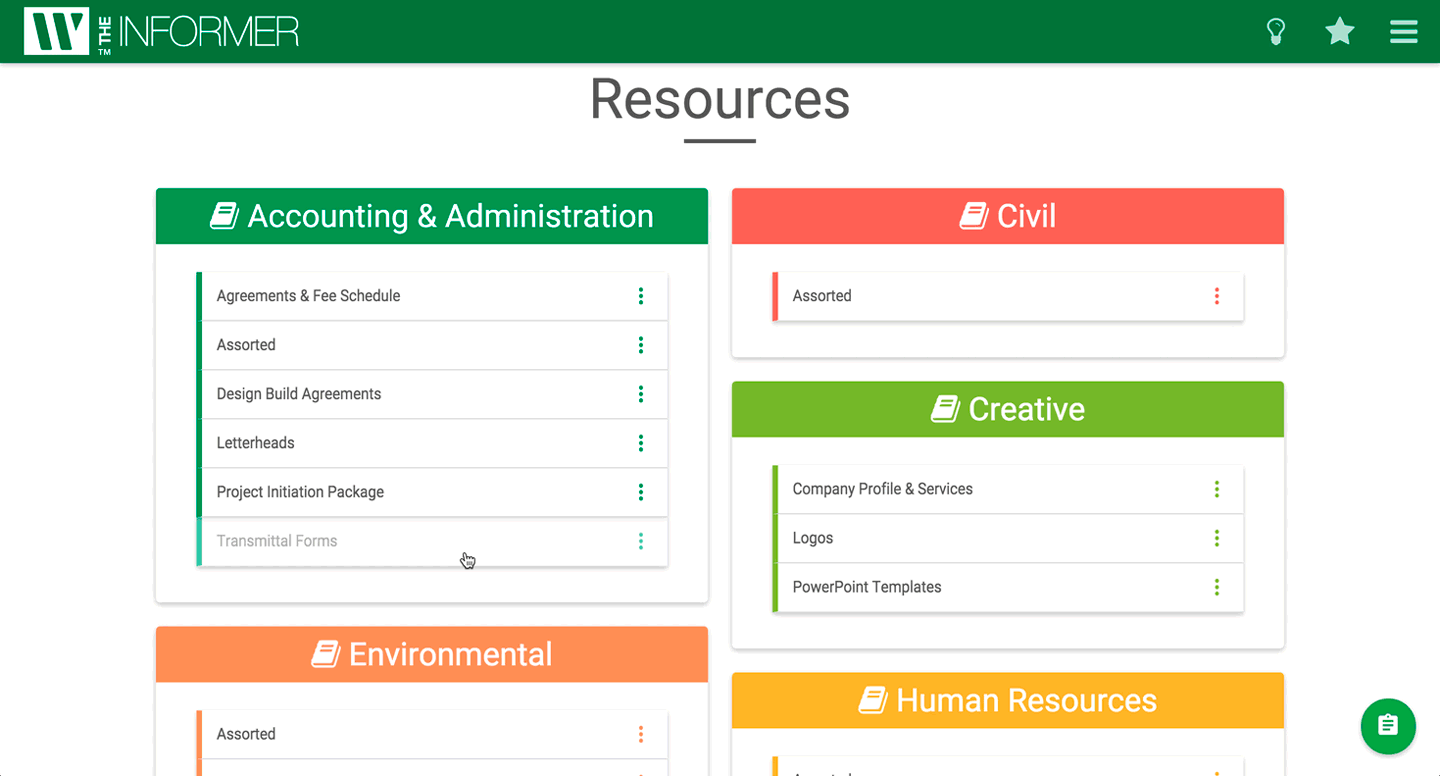 W THE INFORMER
TM
Resources
Accounting & Administration
Agreements & Fee Schedule
Assorted
Design Build Agreements
Letterheads
Project Initiation Package
Transmittal Forms
Environmental
Assorted
Civil
Assorted
Creative
Company Profile & Services
Logos
PowerPoint Templates
Human Resources